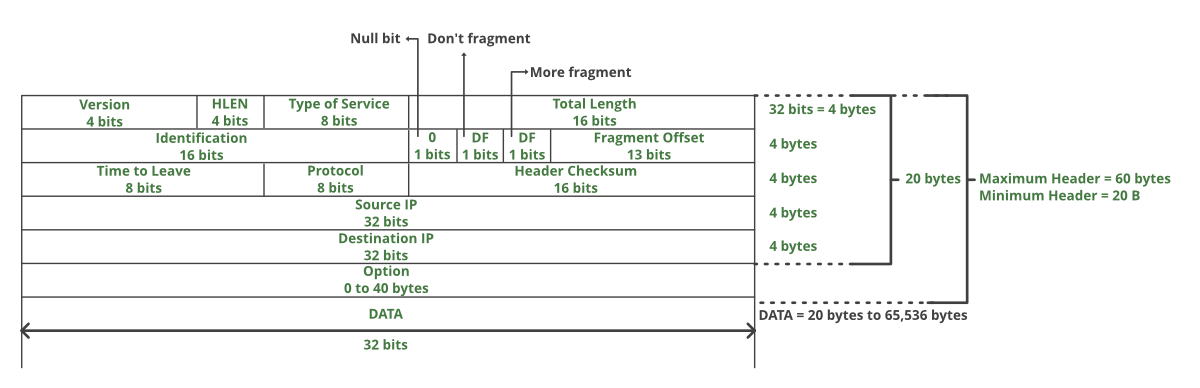 Null bit Don't fragment
More fragment
Version HLEN Type of Service Total Length
4 bits 4 bits 8 bits 16 bits
32 bits = 4 bytes
Identification 0 DF DF Fragment Offset
16 bits 1 bits 1 bits 1 bits 13 bits
4 bytes
Time to Leave Protocol Header Checksum
8 bits 8 bits 16 bits
4 bytes 20 bytes Maximum Header = 60 bytes
Minimum Header = 20 B
Source IP
32 bits
4 bytes
Destination IP
32 bits
4 bytes
Option
0 to 40 bytes
DATA
DATA = 20 bytes to 65,536 bytes
32 bits